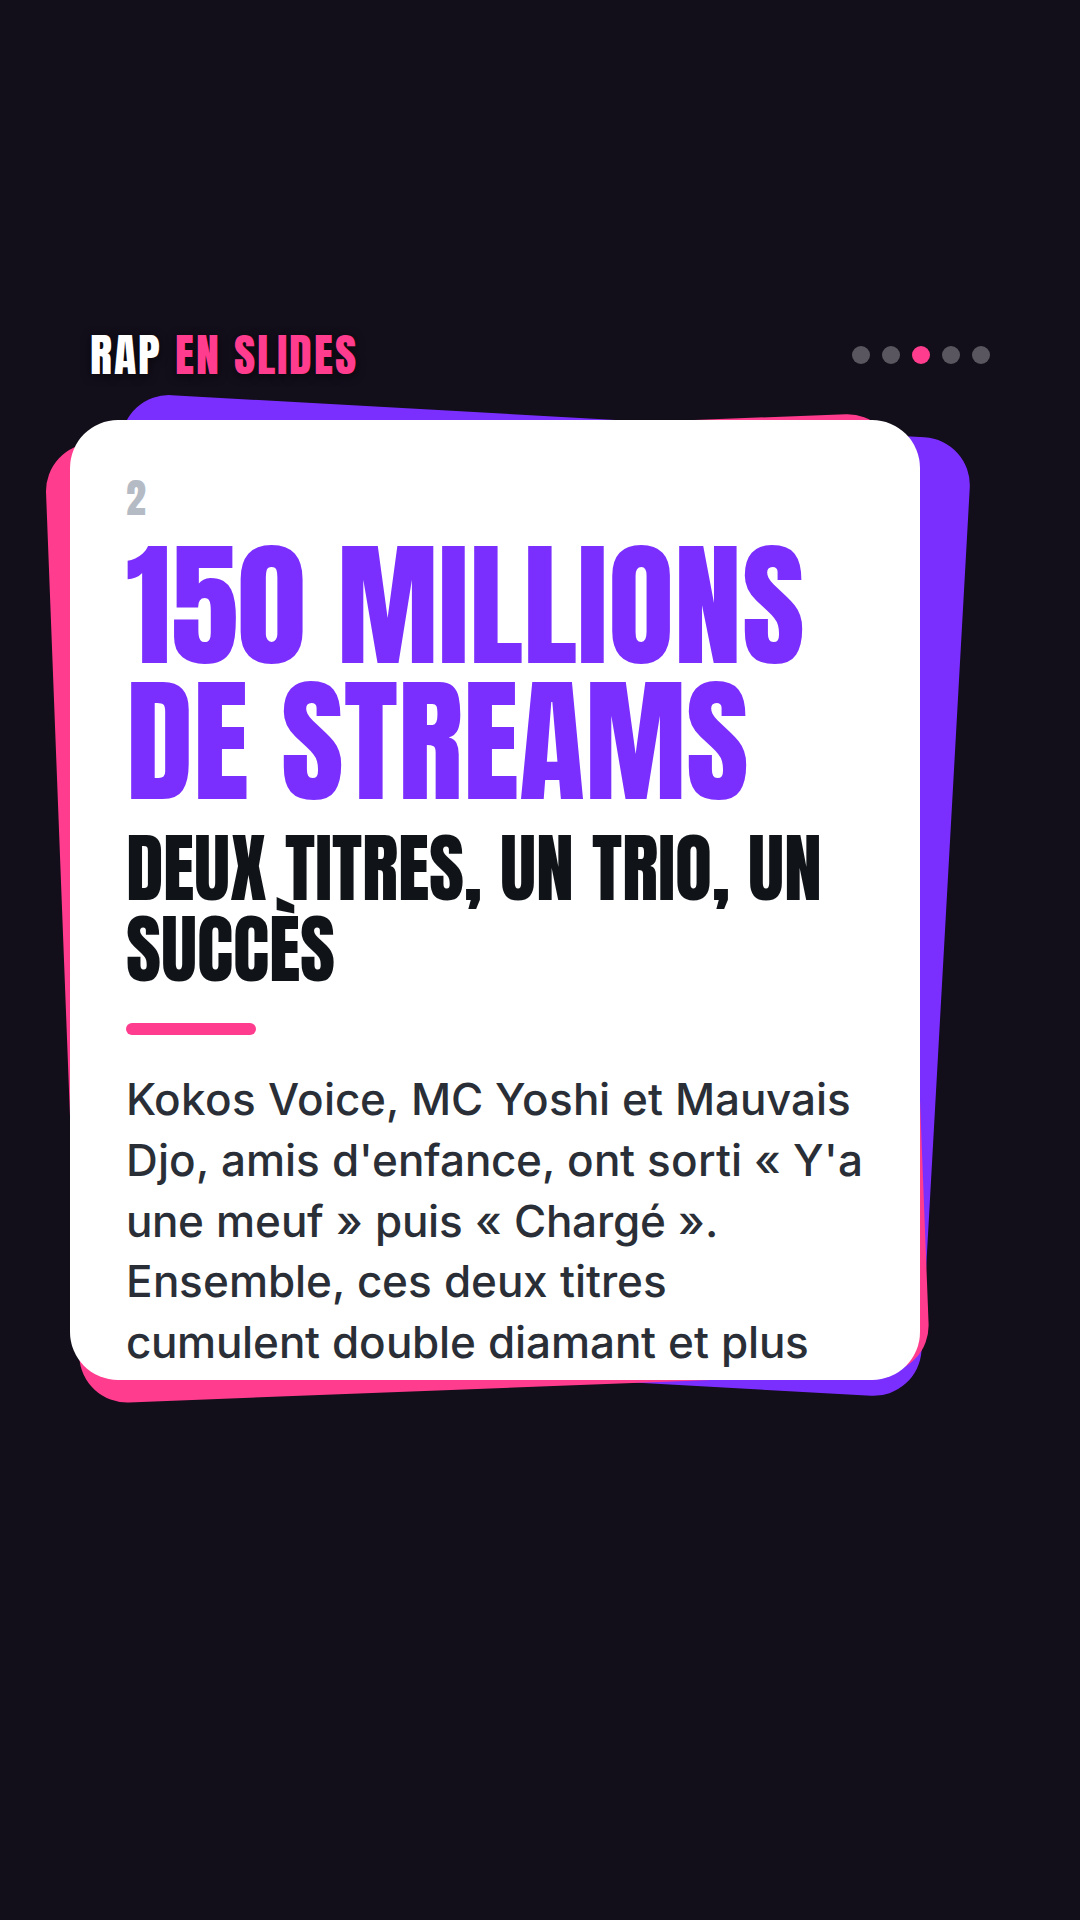 RAP EN SLIDES
2
150 MILLIONS
DE STREAMS
DEUX TITRES, UN TRIO, UN
SUCCÈS
Kokos Voice, MC Yoshi et Mauvais
Djo, amis d'enfance, ont sorti « Y'a
une meuf » puis « Chargé ».
Ensemble, ces deux titres
cumulent double diamant et plus